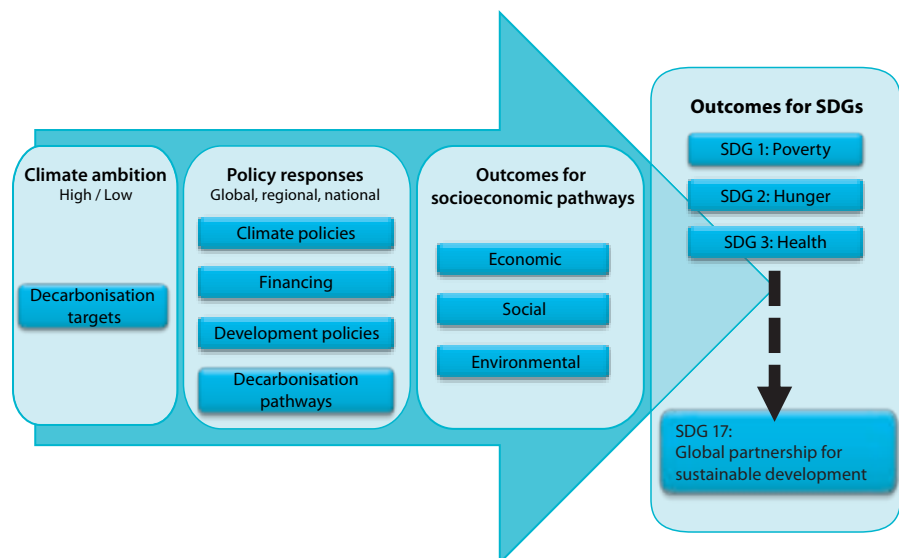 Climate ambition
High / Low
Decarbonisation
targets
Policy responses
Global, regional, national
Climate policies
Financing
Development policies
Decarbonisation
pathways
Outcomes for
socioeconomic pathways
Economic
Social
Environmental
Outcomes for SDGs
SDG 1: Poverty
SDG 2: Hunger
SDG 3: Health
SDG 17:
Global partnership for
sustainable development